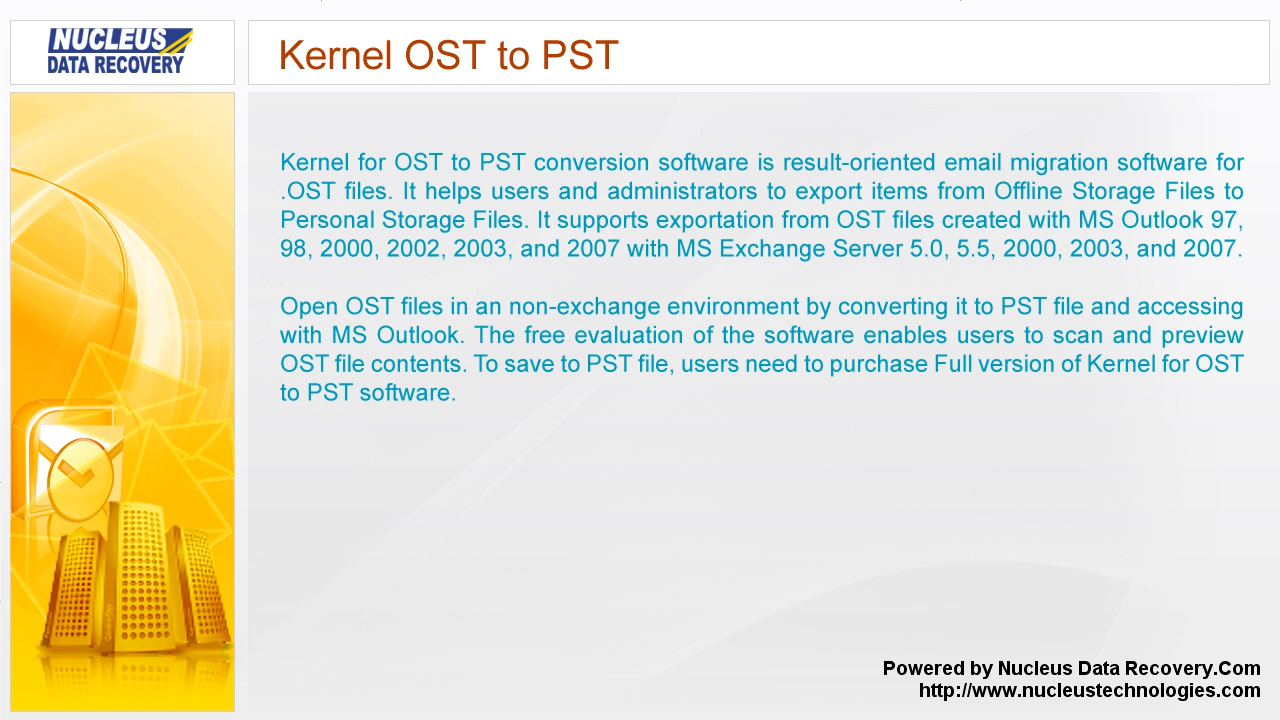 NUCLEUS
DATA RECOVERY
Kernel OST to PST
Kernel for OST to PST conversion software is result-oriented email migration software for
.OST files. It helps users and administrators to export items from Offline Storage Files to
Personal Storage Files. It supports exportation from OST files created with MS Outlook 97,
98, 2000, 2002, 2003, and 2007 with MS Exchange Server 5.0, 5.5, 2000, 2003, and 2007.
Open OST files in an non-exchange environment by converting it to PST file and accessing
with MS Outlook. The free evaluation of the software enables users to scan and preview
OST file contents. To save to PST file, users need to purchase Full version of Kernel for OST
to PST software.
Powered by Nucleus Data Recovery.Com
http://www.nucleustechnologies.com